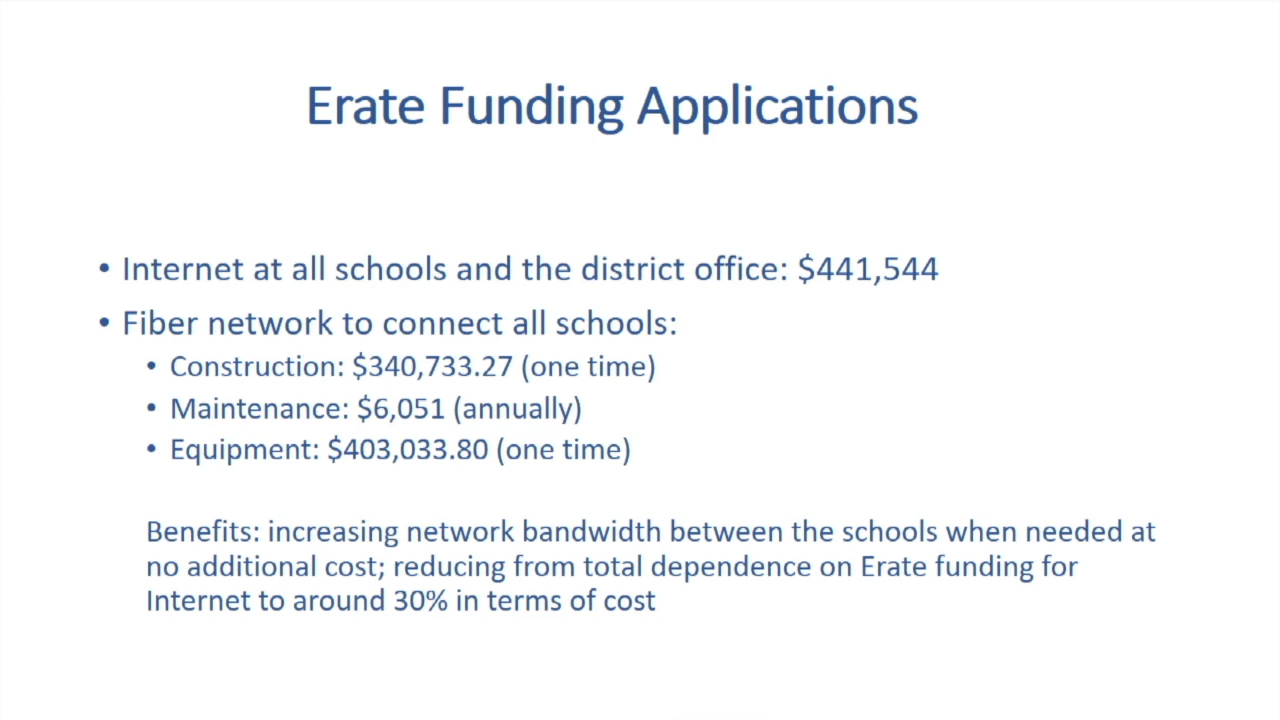 Erate Funding Applications
• Internet at all schools and the district office: $441,544
• Fiber network to connect all schools:
• Construction: $340,733.27 (one time)
• Maintenance: $6,051 (annually)
• Equipment: $403,033.80 (one time)
Benefits: increasing network bandwidth between the schools when needed at
no additional cost; reducing from total dependence on Erate funding for
Internet to around 30% in terms of cost